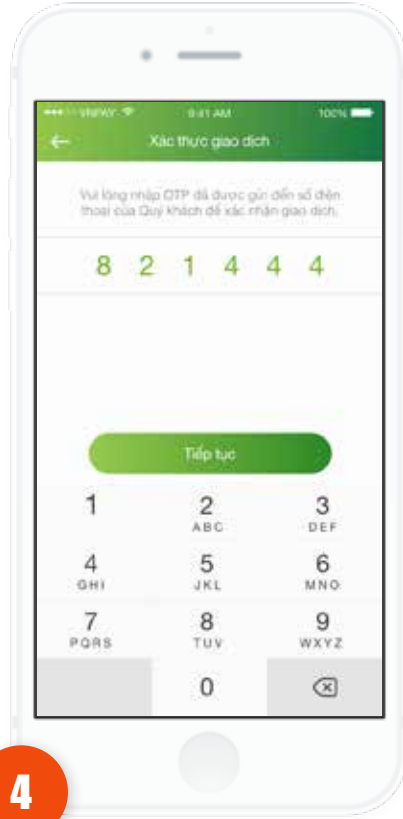 9:41 AM 100%
Xác thực giao dịch
Vui lòng nhập OTP đã được gửi đến số điện
thoại của Quý khách để xác nhận giao dịch.
8 2 1 4 4 4
Tiếp tục
1 2 3
ABC DEF
4 5 6
GHI JKL MNO
7 8 9
PQRS TUV WXYZ
0
4